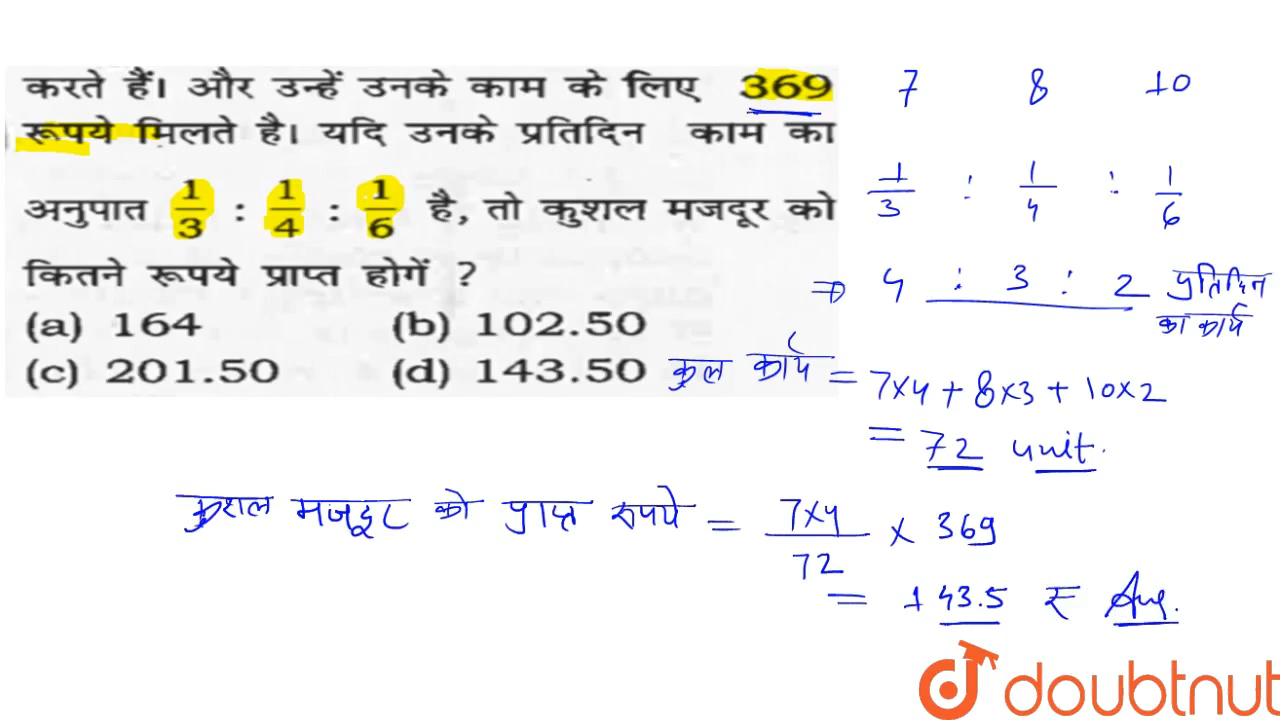 करते हैं। और उन्हें उनके काम के लिए 369
रूपये मिलते है। यदि उनके प्रतिदिन काम का
अनुपात 1/3 : 1/4 : 1/6 है, तो कुशल मजदूर को
कितने रूपये प्राप्त होगें ?
(a) 164 (b) 102.50
(c) 201.50 (d) 143.50
7 8 10
1/3 : 1/4 : 1/6
⇒ 4 : 3 : 2 प्रतिदिन
का कार्य
कुल कार्य = 7×4 + 8×3 + 10×2
= 72 unit.
कुशल मजदूर को प्राप्त रुपये = 7×4/72 × 369
= 143.5 ₹ Ans.
doubtnut